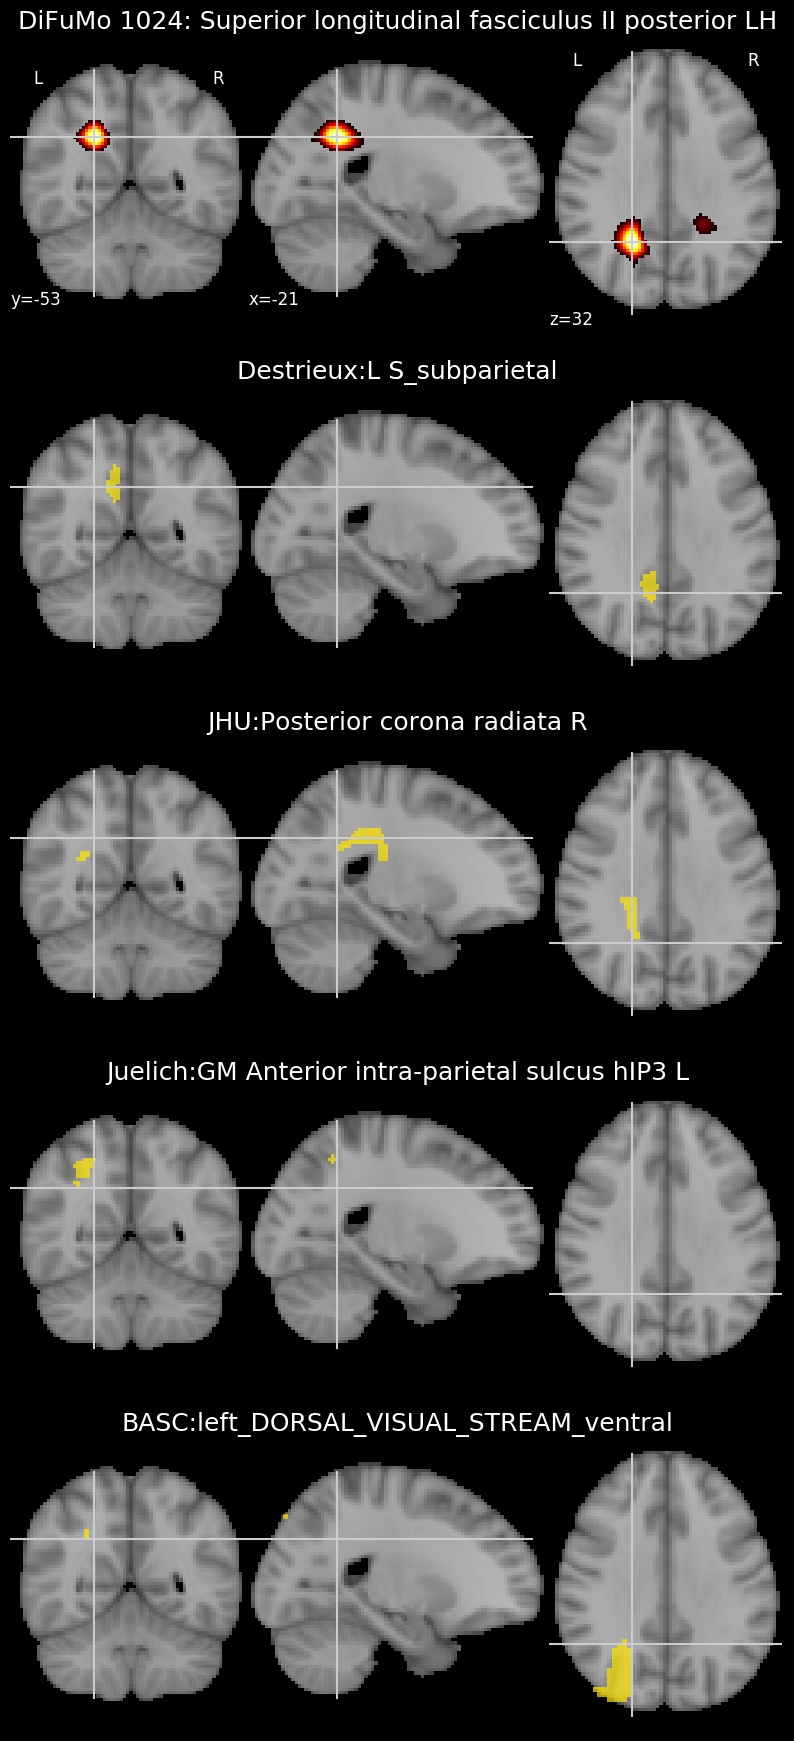 DiFuMo 1024: Superior longitudinal fasciculus II posterior LH
L R L R
y=-53 x=-21 z=32
Destrieux:L S_subparietal
JHU:Posterior corona radiata R
Juelich:GM Anterior intra-parietal sulcus hIP3 L
BASC:left_DORSAL_VISUAL_STREAM_ventral